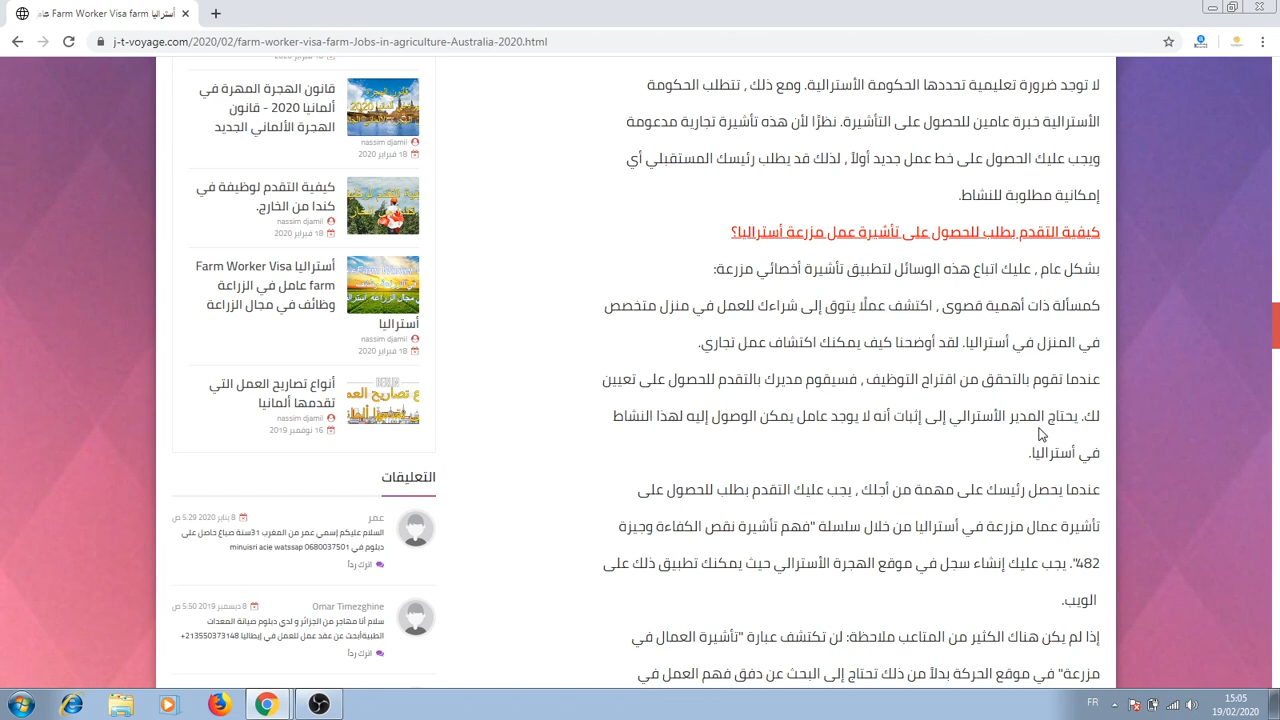 أستراليا Farm Worker Visa farm عام
j-t-voyage.com/2020/02/farm-worker-visa-farm-Jobs-in-agriculture-Australia-2020.html
لا توجد ضرورة تعليمية تحددها الحكومة الأسترالية. ومع ذلك ، تتطلب الحكومة
الأسترالية خبرة عامين للحصول على التأشيرة. نظرًا لأن هذه تأشيرة تجارية مدعومة
ويجب عليك الحصول على خط عمل جديد أولاً ، لذلك قد يطلب رئيسك المستقبلي أي
إمكانية مطلوبة للنشاط.
كيفية التقدم بطلب للحصول على تأشيرة عمل مزرعة أستراليا؟
بشكل عام ، عليك اتباع هذه الوسائل لتطبيق تأشيرة أخصائي مزرعة:
كمسألة ذات أهمية قصوى ، اكتشف عملًا يتوق إلى شراءك للعمل في منزل متخصص
في المنزل في أستراليا. لقد أوضحنا كيف يمكنك اكتشاف عمل تجاري.
عندما تقوم بالتحقق من اقتراح التوظيف ، فسيقوم مديرك بالتقدم للحصول على تعيين
لك. يحتاج المدير الأسترالي إلى إثبات أنه لا يوجد عامل يمكن الوصول إليه لهذا النشاط
في أستراليا.
عندما يحصل رئيسك على مهمة من أجلك ، يجب عليك التقدم بطلب للحصول على
تأشيرة عمال مزرعة في أستراليا من خلال سلسلة "فهم تأشيرة نقص الكفاءة وجيزة
482". يجب عليك إنشاء سجل في موقع الهجرة الأسترالي حيث يمكنك تطبيق ذلك على
الويب.
إذا لم يكن هناك الكثير من المتاعب ملاحظة: لن تكتشف عبارة "تأشيرة العمال في
مزرعة" في موقع الحركة بدلاً من ذلك تحتاج إلى البحث عن دفق فهم العمل في
18 فبراير 2020
قانون الهجرة المهرة في
ألمانيا 2020 - قانون
الهجرة الألماني الجديد
nassim djamil
18 فبراير 2020
كيفية التقدم لوظيفة في
كندا من الخارج.
nassim djamil
18 فبراير 2020
أستراليا Farm Worker Visa
farm عامل في الزراعة
وظائف في مجال الزراعة
أستراليا
nassim djamil
18 فبراير 2020
BERLIN
أنواع تصاريح العمل التي
تقدمها ألمانيا
nassim djamil
16 نوفمبر 2019
التعليقات
عمر
8 يناير 2020 5:29 ص
السلام عليكم إسمي عمر من المغرب 31سنة صباغ حاصل على
دبلوم في minuisri acie watssap 0680037501
اترك رداً
Omar Timezghine
8 ديسمبر 2019 5:50 ص
سلام أنا مهاجر من الجزائر و لدي دبلوم صيانة المعدات
الطبيةأبحث عن عقد عمل للعمل في إيطاليا 213550373148+
اترك رداً
FR
15:05
19/02/2020